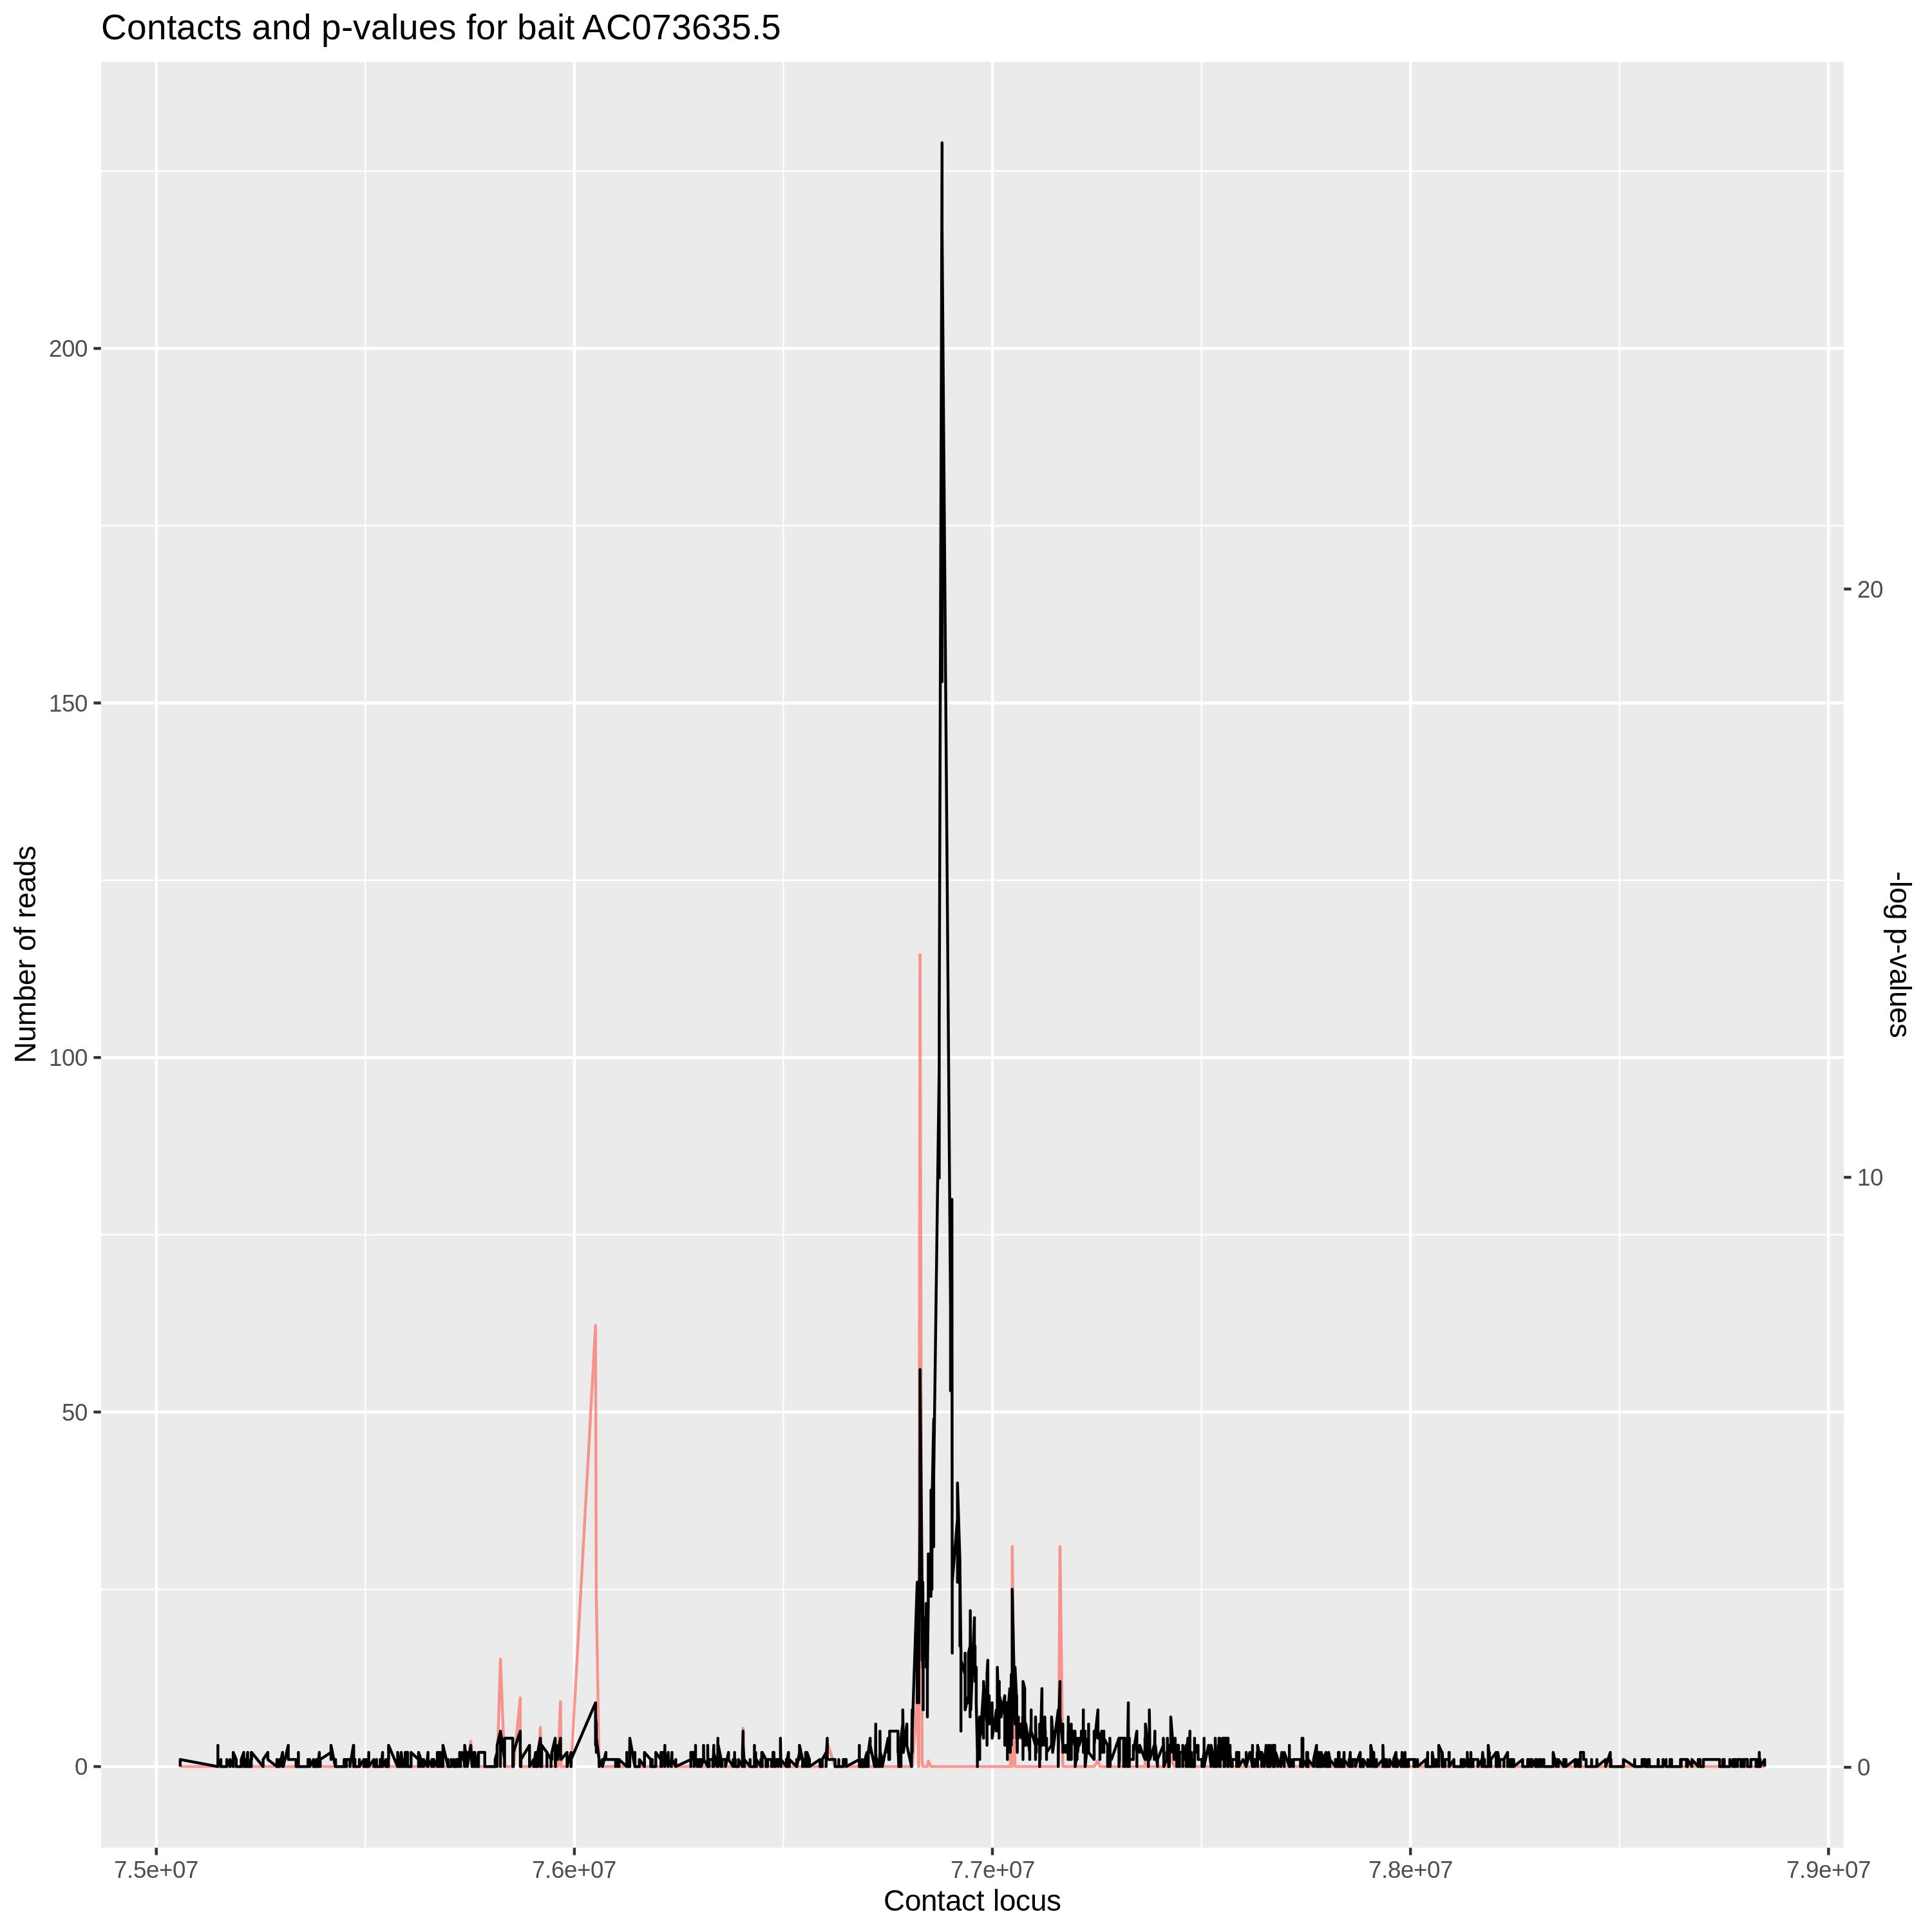 Contacts and p-values for bait AC073635.5
Number of reads
200
150
100
50
0
20
10
0
-log p-values
7.5e+07
7.6e+07
7.7e+07
7.8e+07
7.9e+07
Contact locus